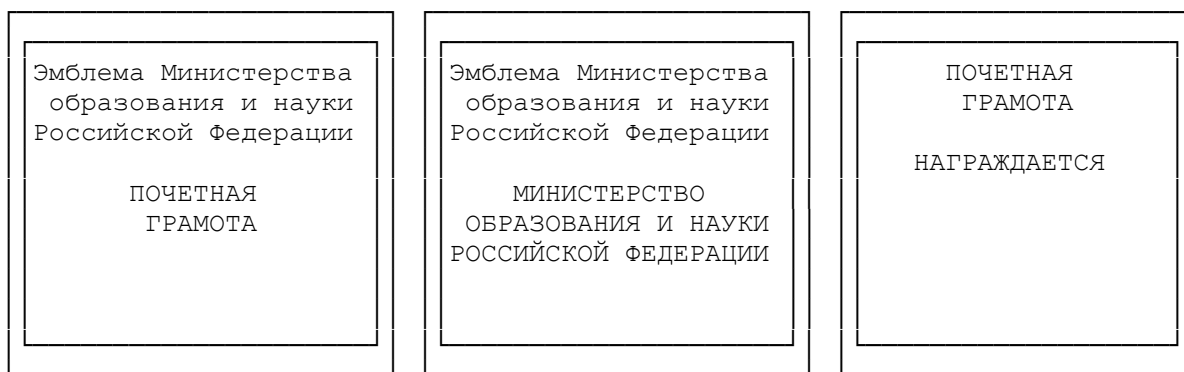 Эмблема Министерства
образования и науки
Российской Федерации
ПОЧЕТНАЯ
ГРАМОТА
Эмблема Министерства
образования и науки
Российской Федерации
МИНИСТЕРСТВО
ОБРАЗОВАНИЯ И НАУКИ
РОССИЙСКОЙ ФЕДЕРАЦИИ
ПОЧЕТНАЯ
ГРАМОТА
НАГРАЖДАЕТСЯ